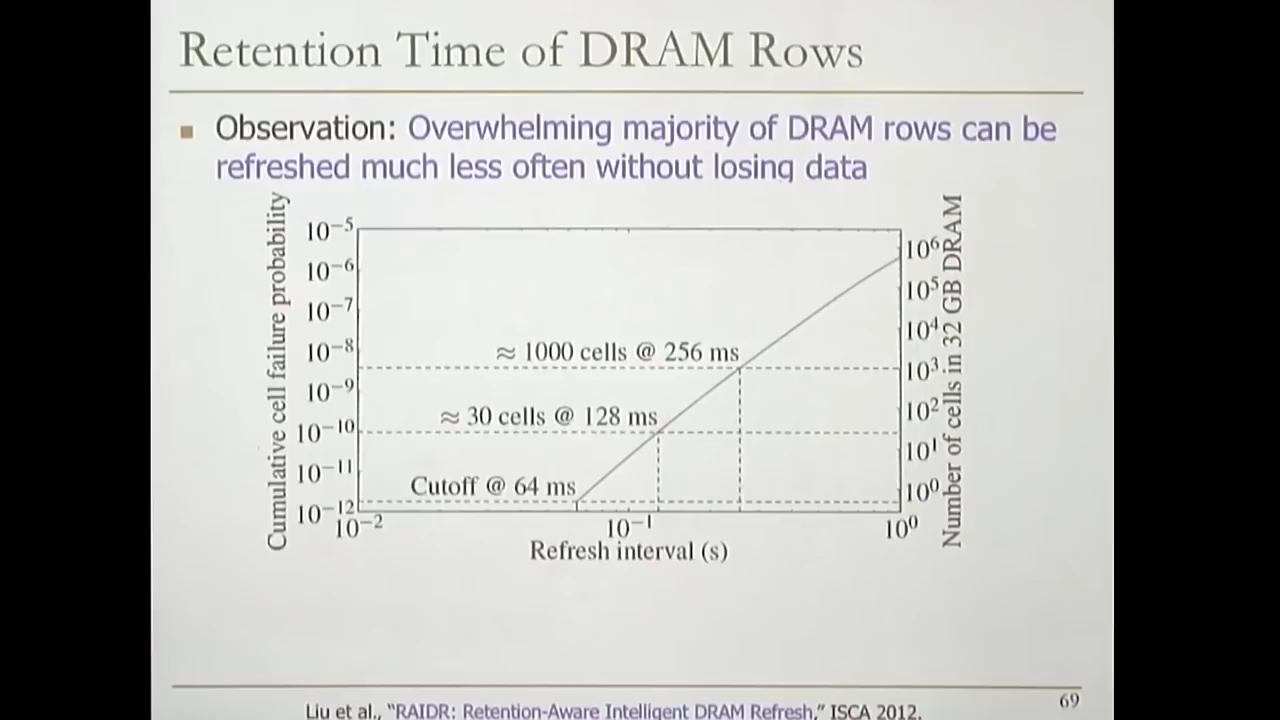 Retention Time of DRAM Rows
Observation: Overwhelming majority of DRAM rows can be
refreshed much less often without losing data
Cumulative cell failure probability
10⁻⁵
10⁻⁶
10⁻⁷
10⁻⁸
10⁻⁹
10⁻¹⁰
10⁻¹¹
10⁻¹²
≈ 1000 cells @ 256 ms
≈ 30 cells @ 128 ms
Cutoff @ 64 ms
10⁶
10⁵
10⁴
10³
10²
10¹
10⁰
Number of cells in 32 GB DRAM
10⁻² 10⁻¹ 10⁰
Refresh interval (s)
69
Liu et al., “RAIDR: Retention-Aware Intelligent DRAM Refresh,” ISCA 2012.